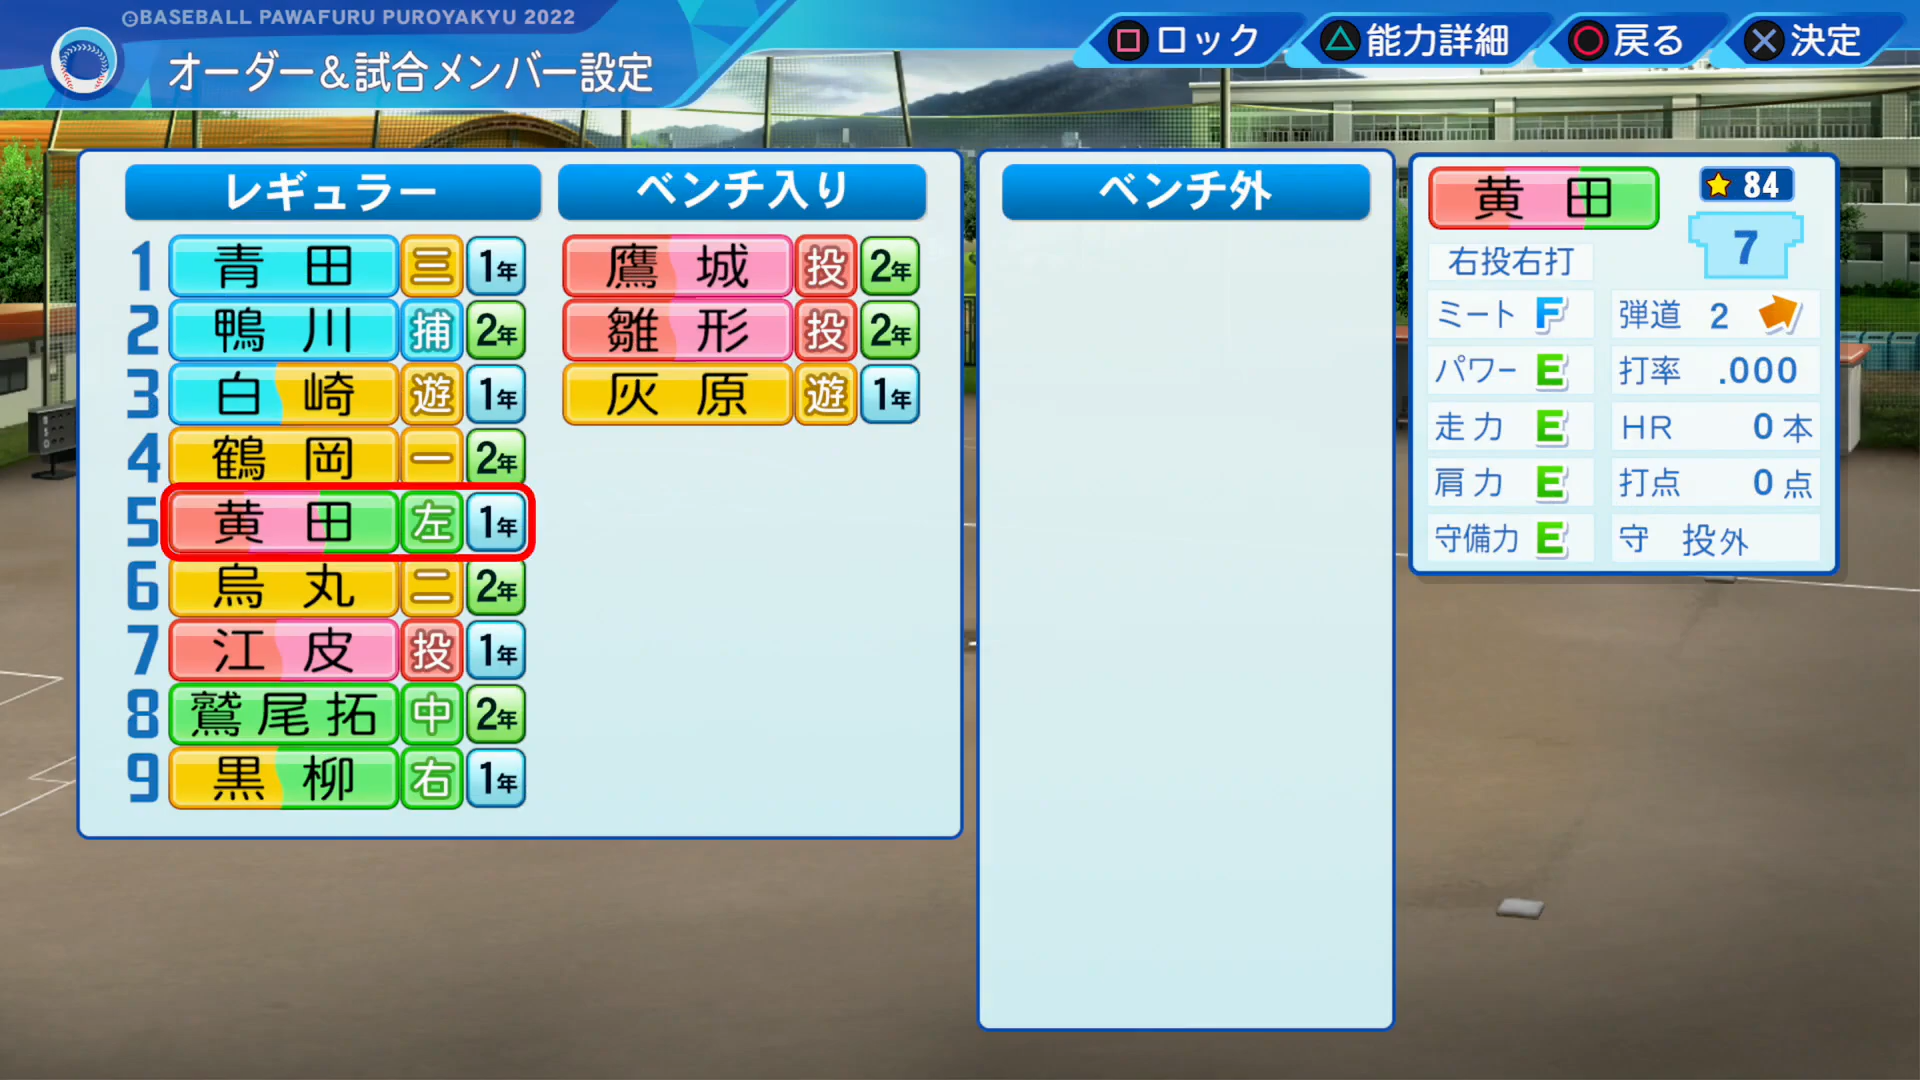 eBASEBALL PAWAFURU PUROYAKYU 2022
オーダー&試合メンバー設定
ロック 能力詳細 戻る 決定
レギュラー
1 青田 三 1年
2 鴨川 捕 2年
3 白崎 遊 1年
4 鶴岡 一 2年
5 黄田 左 1年
6 烏丸 二 2年
7 江皮 投 1年
8 鷲尾拓 中 2年
9 黒柳 右 1年
ベンチ入り
鷹城 投 2年
雛形 投 2年
灰原 遊 1年
ベンチ外
黄田 84
7
右投右打
ミート F 弾道 2
パワー E 打率 .000
走力 E HR 0本
肩力 E 打点 0点
守備力 E 守 投外